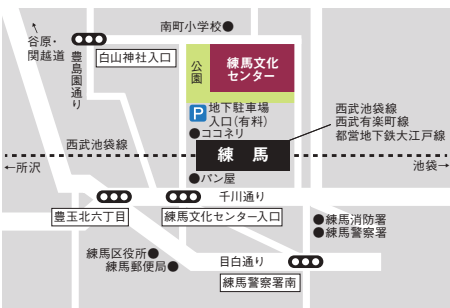 南町小学校●
谷原・
関越道
豊島園通り
白山神社入口
公園
練馬文化
センター
P 地下駐車場
入口(有料)
●ココネリ
西武池袋線
西武有楽町線
都営地下鉄大江戸線
西武池袋線
練 馬
←所沢
池袋→
●パン屋
千川通り
豊玉北六丁目
練馬文化センター入口
●練馬消防署
●練馬警察署
練馬区役所●
練馬郵便局●
目白通り
練馬警察署南